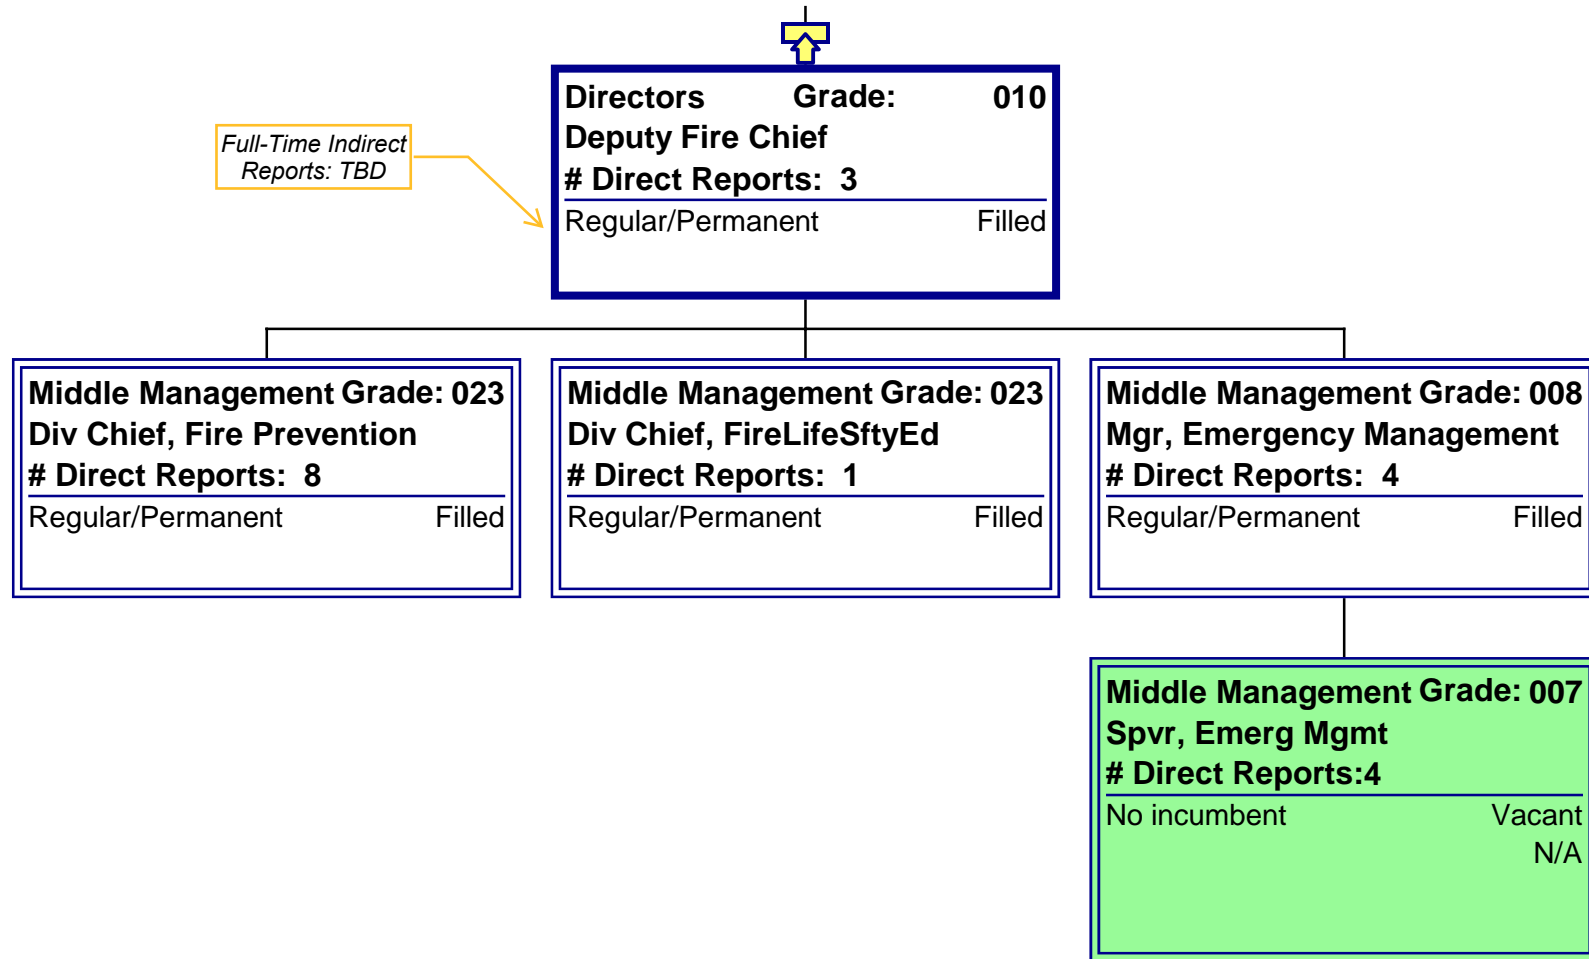 Full-Time Indirect
Reports: TBD
Directors Grade: 010
Deputy Fire Chief
# Direct Reports: 3
Regular/Permanent Filled
Middle Management Grade: 023
Div Chief, Fire Prevention
# Direct Reports: 8
Regular/Permanent Filled
Middle Management Grade: 023
Div Chief, FireLifeSftyEd
# Direct Reports: 1
Regular/Permanent Filled
Middle Management Grade: 008
Mgr, Emergency Management
# Direct Reports: 4
Regular/Permanent Filled
Middle Management Grade: 007
Spvr, Emerg Mgmt
# Direct Reports:4
No incumbent Vacant
N/A